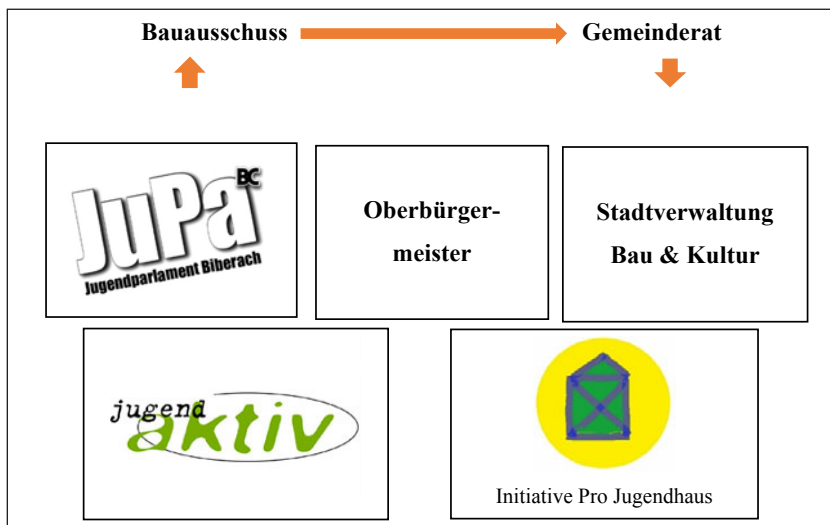 Bauausschuss
Gemeinderat
JuPa BC
Jugendparlament Biberach
Oberbürger-
meister
Stadtverwaltung
Bau & Kultur
jugend
aktiv
Initiative Pro Jugendhaus